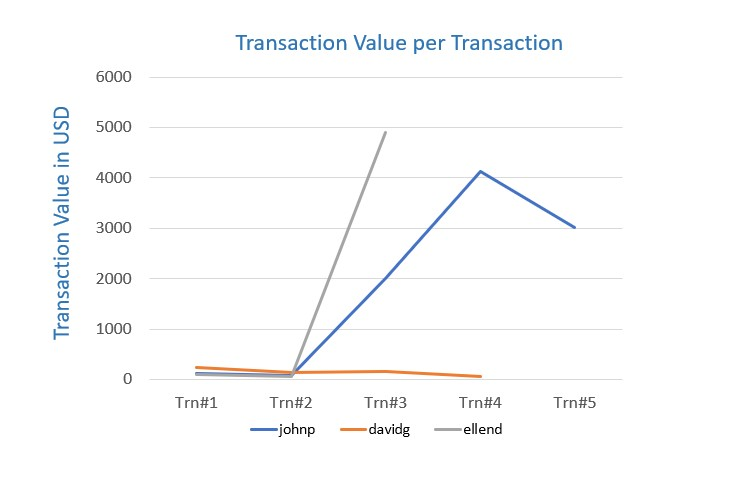 Transaction Value per Transaction
Transaction Value in USD
6000
5000
4000
3000
2000
1000
0
Trn#1 Trn#2 Trn#3 Trn#4 Trn#5
johnp davidg ellend